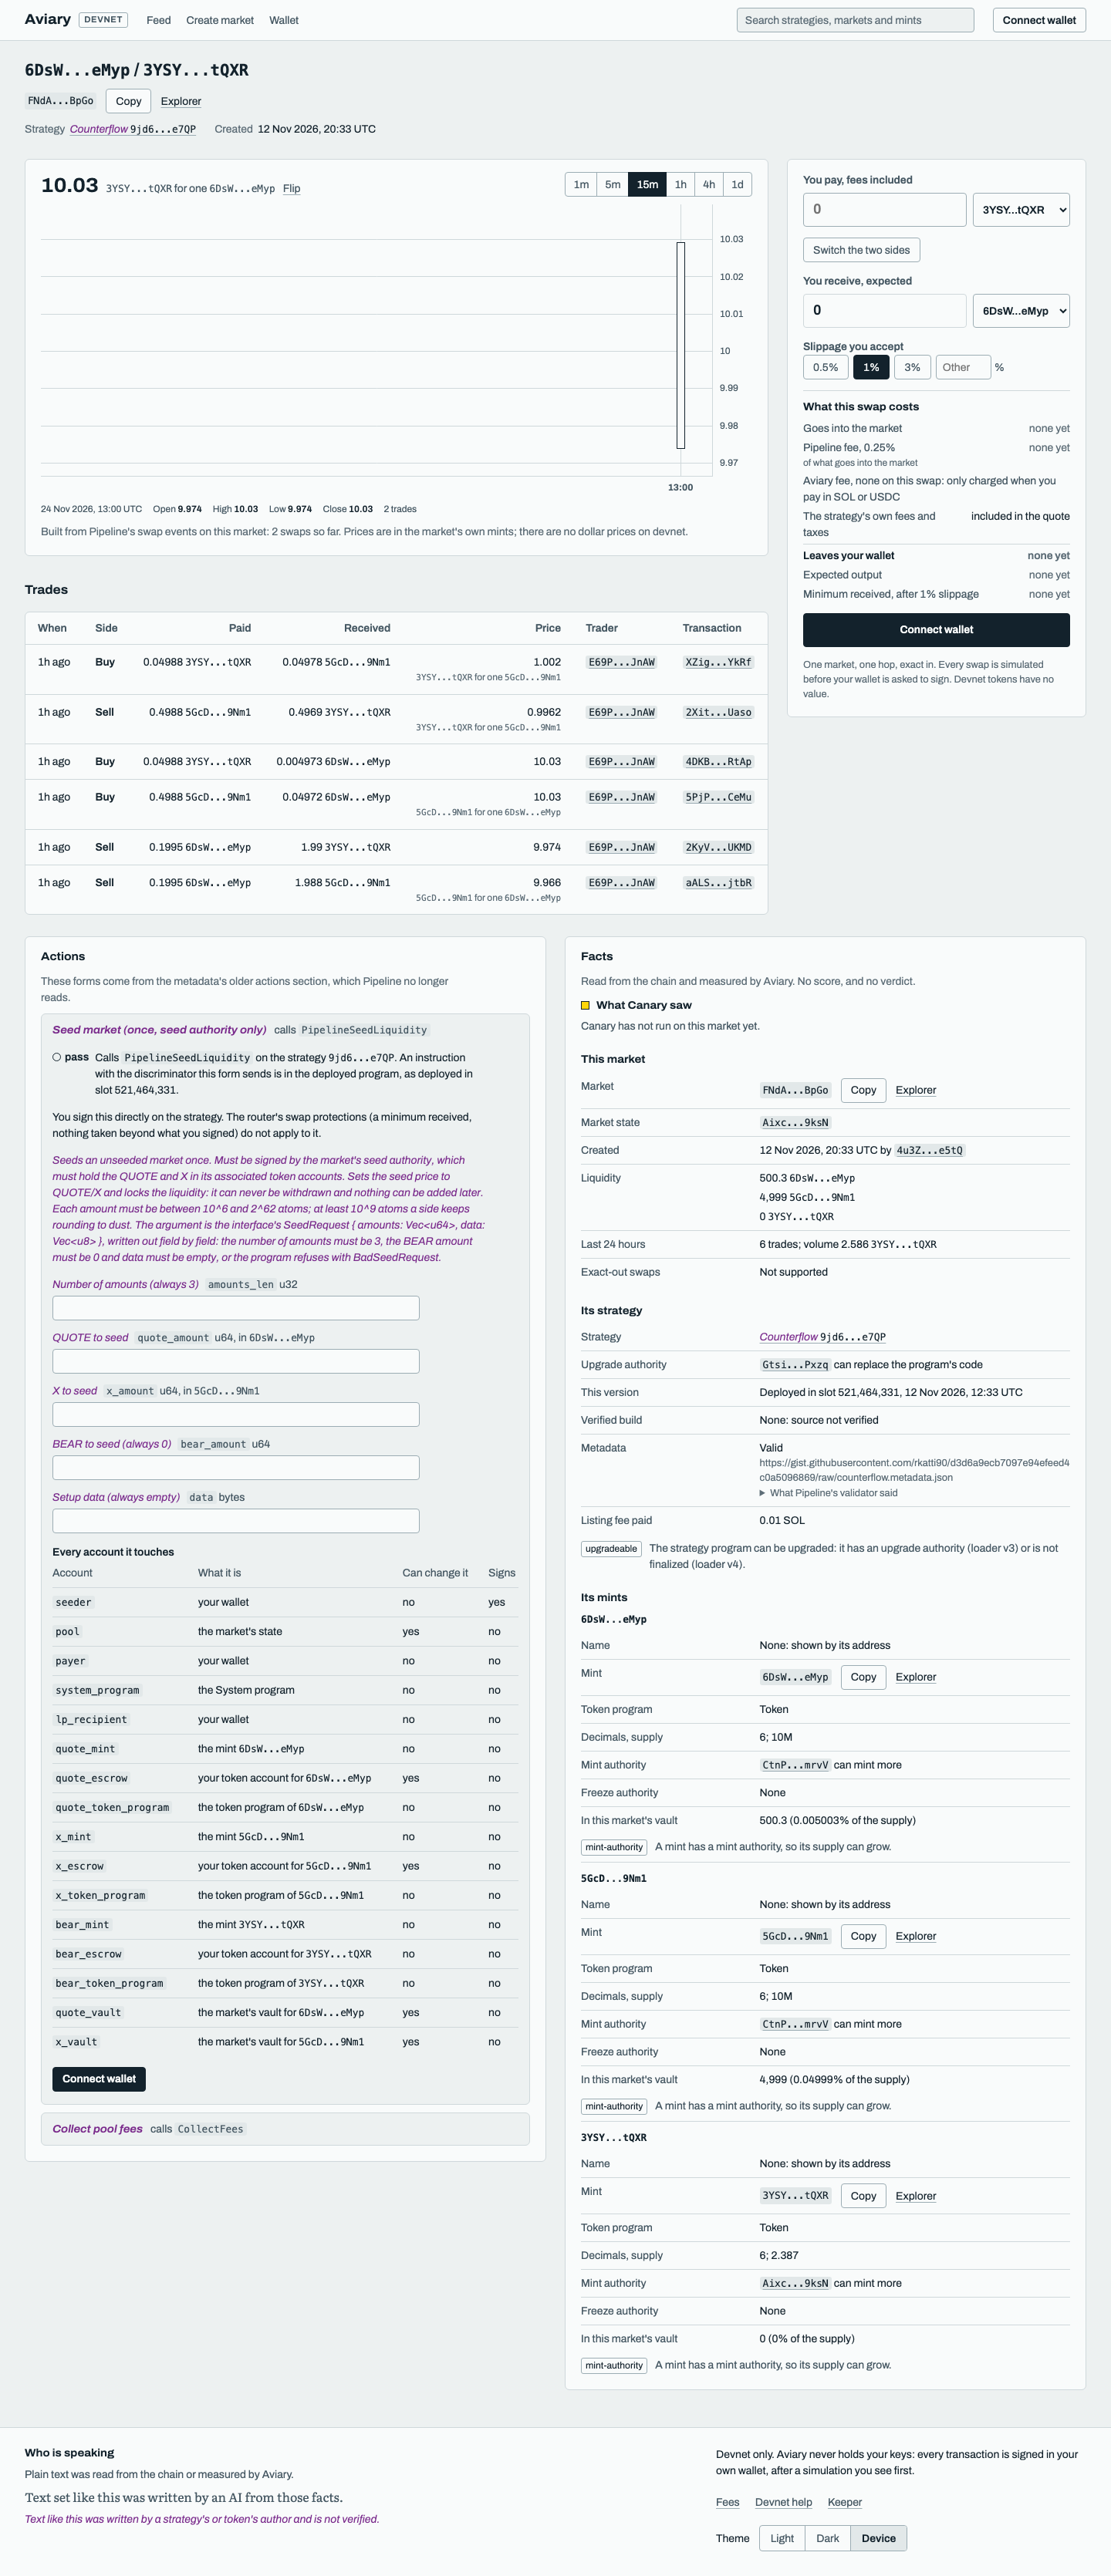 Aviary DEVNET Feed Create market Wallet Search strategies, markets and mints Connect wallet
6DsW...eMyp / 3YSY...tQXR
FNdA...BpGo Copy Explorer
Strategy Counterflow 9jd6...e7QP Created 12 Nov 2026, 20:33 UTC
10.03 3YSY...tQXR for one 6DsW...eMyp Flip
1m 5m 15m 1h 4h 1d
10.03
10.02
10.01
10
9.99
9.98
9.97
13:00
24 Nov 2026, 13:00 UTC Open 9.974 High 10.03 Low 9.974 Close 10.03 2 trades
Built from Pipeline's swap events on this market: 2 swaps so far. Prices are in the market's own mints; there are no dollar prices on devnet.
You pay, fees included
0 3YSY...tQXR
Switch the two sides
You receive, expected
0 6DsW...eMyp
Slippage you accept
0.5% 1% 3% Other %
What this swap costs
Goes into the market none yet
Pipeline fee, 0.25% none yet
of what goes into the market
Aviary fee, none on this swap: only charged when you
pay in SOL or USDC
The strategy's own fees and included in the quote
taxes
Leaves your wallet none yet
Expected output none yet
Minimum received, after 1% slippage none yet
Connect wallet
One market, one hop, exact in. Every swap is simulated
before your wallet is asked to sign. Devnet tokens have no
value.
Trades
When Side Paid Received Price Trader Transaction
1h ago Buy 0.04988 3YSY...tQXR 0.04978 5GcD...9Nm1 1.002 E69P...JnAW XZig...YkRf
3YSY...tQXR for one 5GcD...9Nm1
1h ago Sell 0.4988 5GcD...9Nm1 0.4969 3YSY...tQXR 0.9962 E69P...JnAW 2Xit...Uaso
3YSY...tQXR for one 5GcD...9Nm1
1h ago Buy 0.04988 3YSY...tQXR 0.004973 6DsW...eMyp 10.03 E69P...JnAW 4DKB...RtAp
1h ago Buy 0.4988 5GcD...9Nm1 0.04972 6DsW...eMyp 10.03 E69P...JnAW 5PjP...CeMu
5GcD...9Nm1 for one 6DsW...eMyp
1h ago Sell 0.1995 6DsW...eMyp 1.99 3YSY...tQXR 9.974 E69P...JnAW 2KyV...UKMD
1h ago Sell 0.1995 6DsW...eMyp 1.988 5GcD...9Nm1 9.966 E69P...JnAW aALS...jtbR
5GcD...9Nm1 for one 6DsW...eMyp
Actions
These forms come from the metadata's older actions section, which Pipeline no longer
reads.
Seed market (once, seed authority only) calls PipelineSeedLiquidity
pass Calls PipelineSeedLiquidity on the strategy 9jd6...e7QP. An instruction
with the discriminator this form sends is in the deployed program, as deployed in
slot 521,464,331.
You sign this directly on the strategy. The router's swap protections (a minimum received,
nothing taken beyond what you signed) do not apply to it.
Seeds an unseeded market once. Must be signed by the market's seed authority, which
must hold the QUOTE and X in its associated token accounts. Sets the seed price to
QUOTE/X and locks the liquidity: it can never be withdrawn and nothing can be added later.
Each amount must be between 10^6 and 2^62 atoms; at least 10^9 atoms a side keeps
rounding to dust. The argument is the interface's SeedRequest { amounts: Vec<u64>, data:
Vec<u8> }, written out field by field: the number of amounts must be 3, the BEAR amount
must be 0 and data must be empty, or the program refuses with BadSeedRequest.
Number of amounts (always 3) amounts_len u32
QUOTE to seed quote_amount u64, in 6DsW...eMyp
X to seed x_amount u64, in 5GcD...9Nm1
BEAR to seed (always 0) bear_amount u64
Setup data (always empty) data bytes
Every account it touches
Account What it is Can change it Signs
seeder your wallet no yes
pool the market's state yes no
payer your wallet no no
system_program the System program no no
lp_recipient your wallet no no
quote_mint the mint 6DsW...eMyp no no
quote_escrow your token account for 6DsW...eMyp yes no
quote_token_program the token program of 6DsW...eMyp no no
x_mint the mint 5GcD...9Nm1 no no
x_escrow your token account for 5GcD...9Nm1 yes no
x_token_program the token program of 5GcD...9Nm1 no no
bear_mint the mint 3YSY...tQXR no no
bear_escrow your token account for 3YSY...tQXR no no
bear_token_program the token program of 3YSY...tQXR no no
quote_vault the market's vault for 6DsW...eMyp yes no
x_vault the market's vault for 5GcD...9Nm1 yes no
Connect wallet
Collect pool fees calls CollectFees
Facts
Read from the chain and measured by Aviary. No score, and no verdict.
What Canary saw
Canary has not run on this market yet.
This market
Market FNdA...BpGo Copy Explorer
Market state Aixc...9ksN
Created 12 Nov 2026, 20:33 UTC by 4u3Z...e5tQ
Liquidity 500.3 6DsW...eMyp
4,999 5GcD...9Nm1
0 3YSY...tQXR
Last 24 hours 6 trades; volume 2.586 3YSY...tQXR
Exact-out swaps Not supported
Its strategy
Strategy Counterflow 9jd6...e7QP
Upgrade authority Gtsi...Pxzq can replace the program's code
This version Deployed in slot 521,464,331, 12 Nov 2026, 12:33 UTC
Verified build None: source not verified
Metadata Valid
https://gist.githubusercontent.com/rkatti90/d3d6a9ecb7097e94efeed4
c0a5096869/raw/counterflow.metadata.json
What Pipeline's validator said
Listing fee paid 0.01 SOL
upgradeable The strategy program can be upgraded: it has an upgrade authority (loader v3) or is not
finalized (loader v4).
Its mints
6DsW...eMyp
Name None: shown by its address
Mint 6DsW...eMyp Copy Explorer
Token program Token
Decimals, supply 6; 10M
Mint authority CtnP...mrvV can mint more
Freeze authority None
In this market's vault 500.3 (0.005003% of the supply)
mint-authority A mint has a mint authority, so its supply can grow.
5GcD...9Nm1
Name None: shown by its address
Mint 5GcD...9Nm1 Copy Explorer
Token program Token
Decimals, supply 6; 10M
Mint authority CtnP...mrvV can mint more
Freeze authority None
In this market's vault 4,999 (0.04999% of the supply)
mint-authority A mint has a mint authority, so its supply can grow.
3YSY...tQXR
Name None: shown by its address
Mint 3YSY...tQXR Copy Explorer
Token program Token
Decimals, supply 6; 2.387
Mint authority Aixc...9ksN can mint more
Freeze authority None
In this market's vault 0 (0% of the supply)
mint-authority A mint has a mint authority, so its supply can grow.
Who is speaking
Plain text was read from the chain or measured by Aviary.
Text set like this was written by an AI from those facts.
Text like this was written by a strategy's or token's author and is not verified.
Devnet only. Aviary never holds your keys: every transaction is signed in your
own wallet, after a simulation you see first.
Fees Devnet help Keeper
Theme Light Dark Device